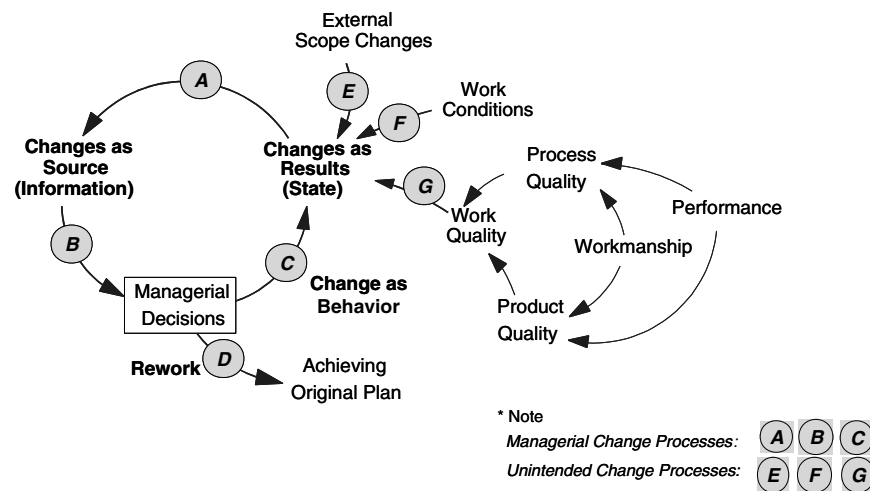 External
Scope Changes
A
E
Work
Conditions
F
Changes as
Source
(Information)
Changes as
Results
(State)
Process
Quality
G
Performance
Work
Quality
B
Workmanship
C
Change as
Behavior
Managerial
Decisions
Product
Quality
Rework
D
Achieving
Original Plan
* Note
Managerial Change Processes: A B C
Unintended Change Processes: E F G